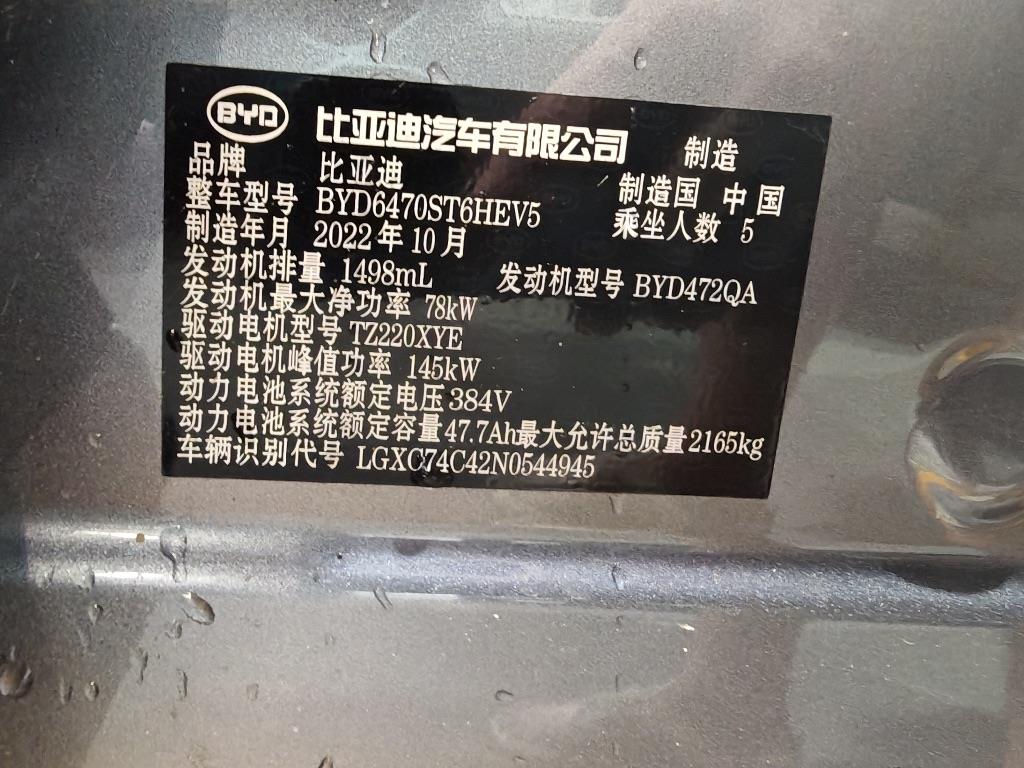 BYD 比亚迪汽车有限公司 制造
品牌 比亚迪 制造国 中国
整车型号 BYD6470ST6HEV5 乘坐人数 5
制造年月 2022年10月
发动机排量 1498mL 发动机型号 BYD472QA
发动机最大净功率 78kW
驱动电机型号 TZ220XYE
驱动电机峰值功率 145kW
动力电池系统额定电压 384V
动力电池系统额定容量 47.7Ah 最大允许总质量 2165kg
车辆识别代号 LGXC74C42N0544945